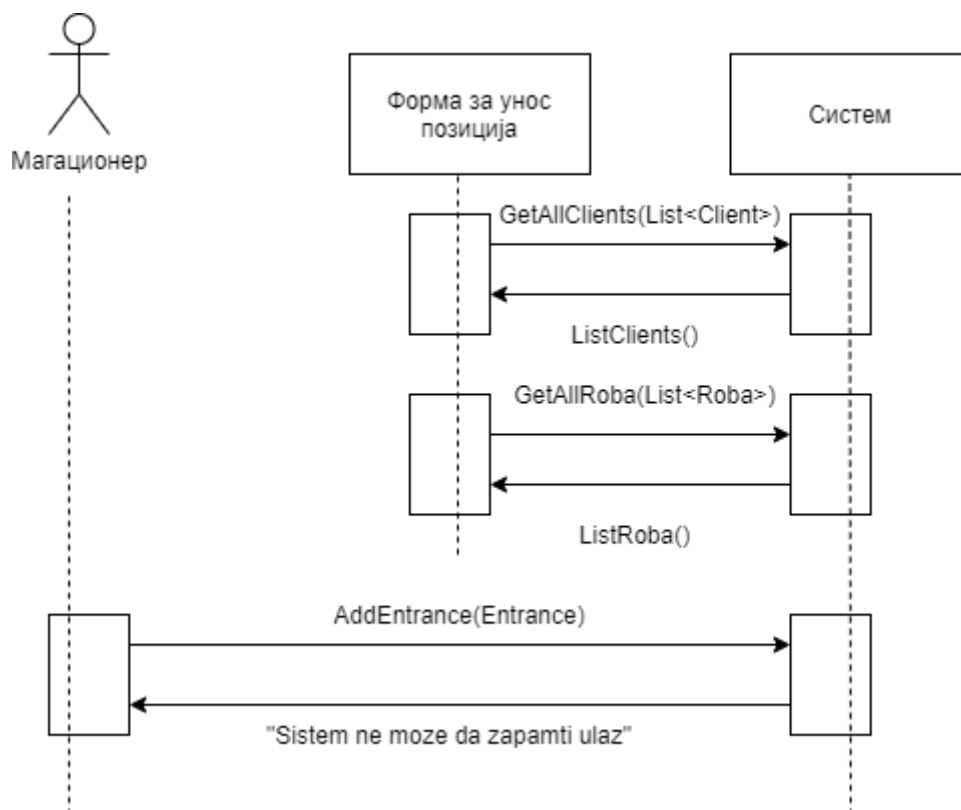 Форма за унос
позиција
Систем
Магационер
GetAllClients(List<Client>)
ListClients()
GetAllRoba(List<Roba>)
ListRoba()
AddEntrance(Entrance)
"Sistem ne moze da zapamti ulaz"